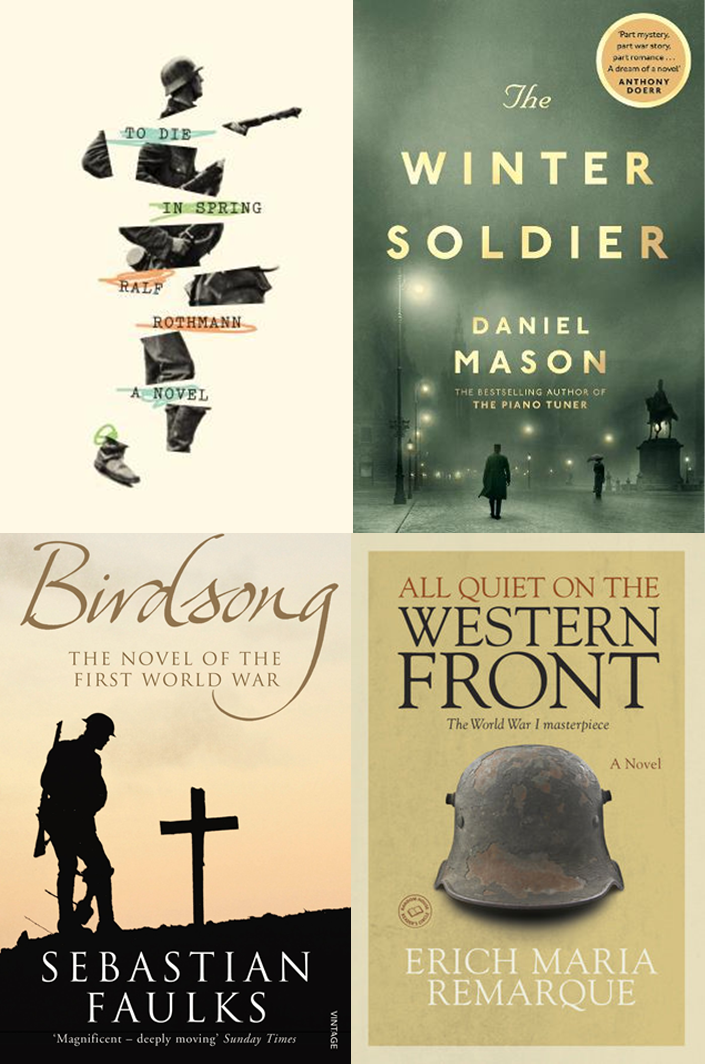 TO DIE
IN SPRING
RALF
ROTHMANN
A NOVEL
'Part mystery,
part war story,
part romance ...
A dream of a novel'
ANTHONY
DOERR
The
WINTER
SOLDIER
DANIEL
MASON
THE BESTSELLING AUTHOR OF
THE PIANO TUNER
Birdsong
THE NOVEL OF THE
FIRST WORLD WAR
SEBASTIAN
FAULKS
'Magnificent – deeply moving' Sunday Times
VINTAGE
ALL QUIET ON THE
WESTERN
FRONT
The World War I masterpiece
A Novel
ERICH MARIA
REMARQUE